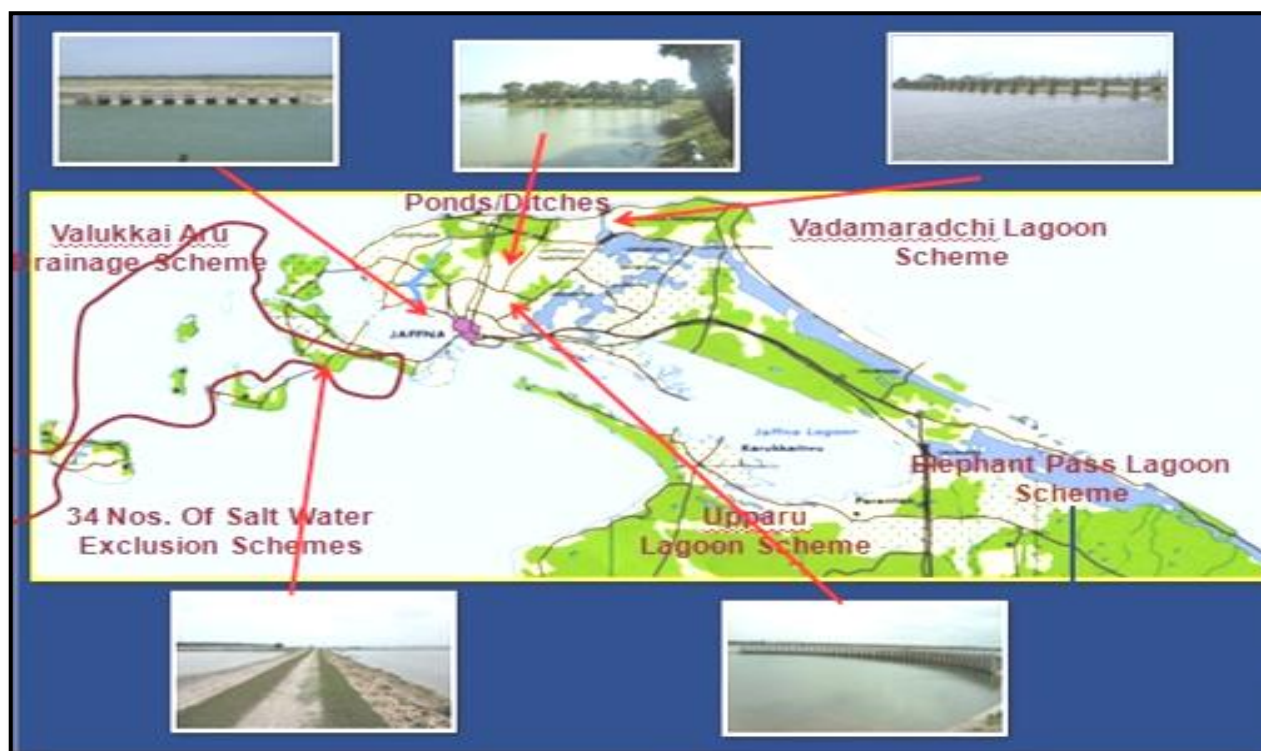 Ponds/Ditches
Valukkai Aru
Drainage Scheme
Vadamaradchi Lagoon
Scheme
JAFFNA
Jaffna Lagoon
Elephant Pass Lagoon
Scheme
34 Nos. Of Salt Water
Exclusion Schemes
Upparu
Lagoon Scheme